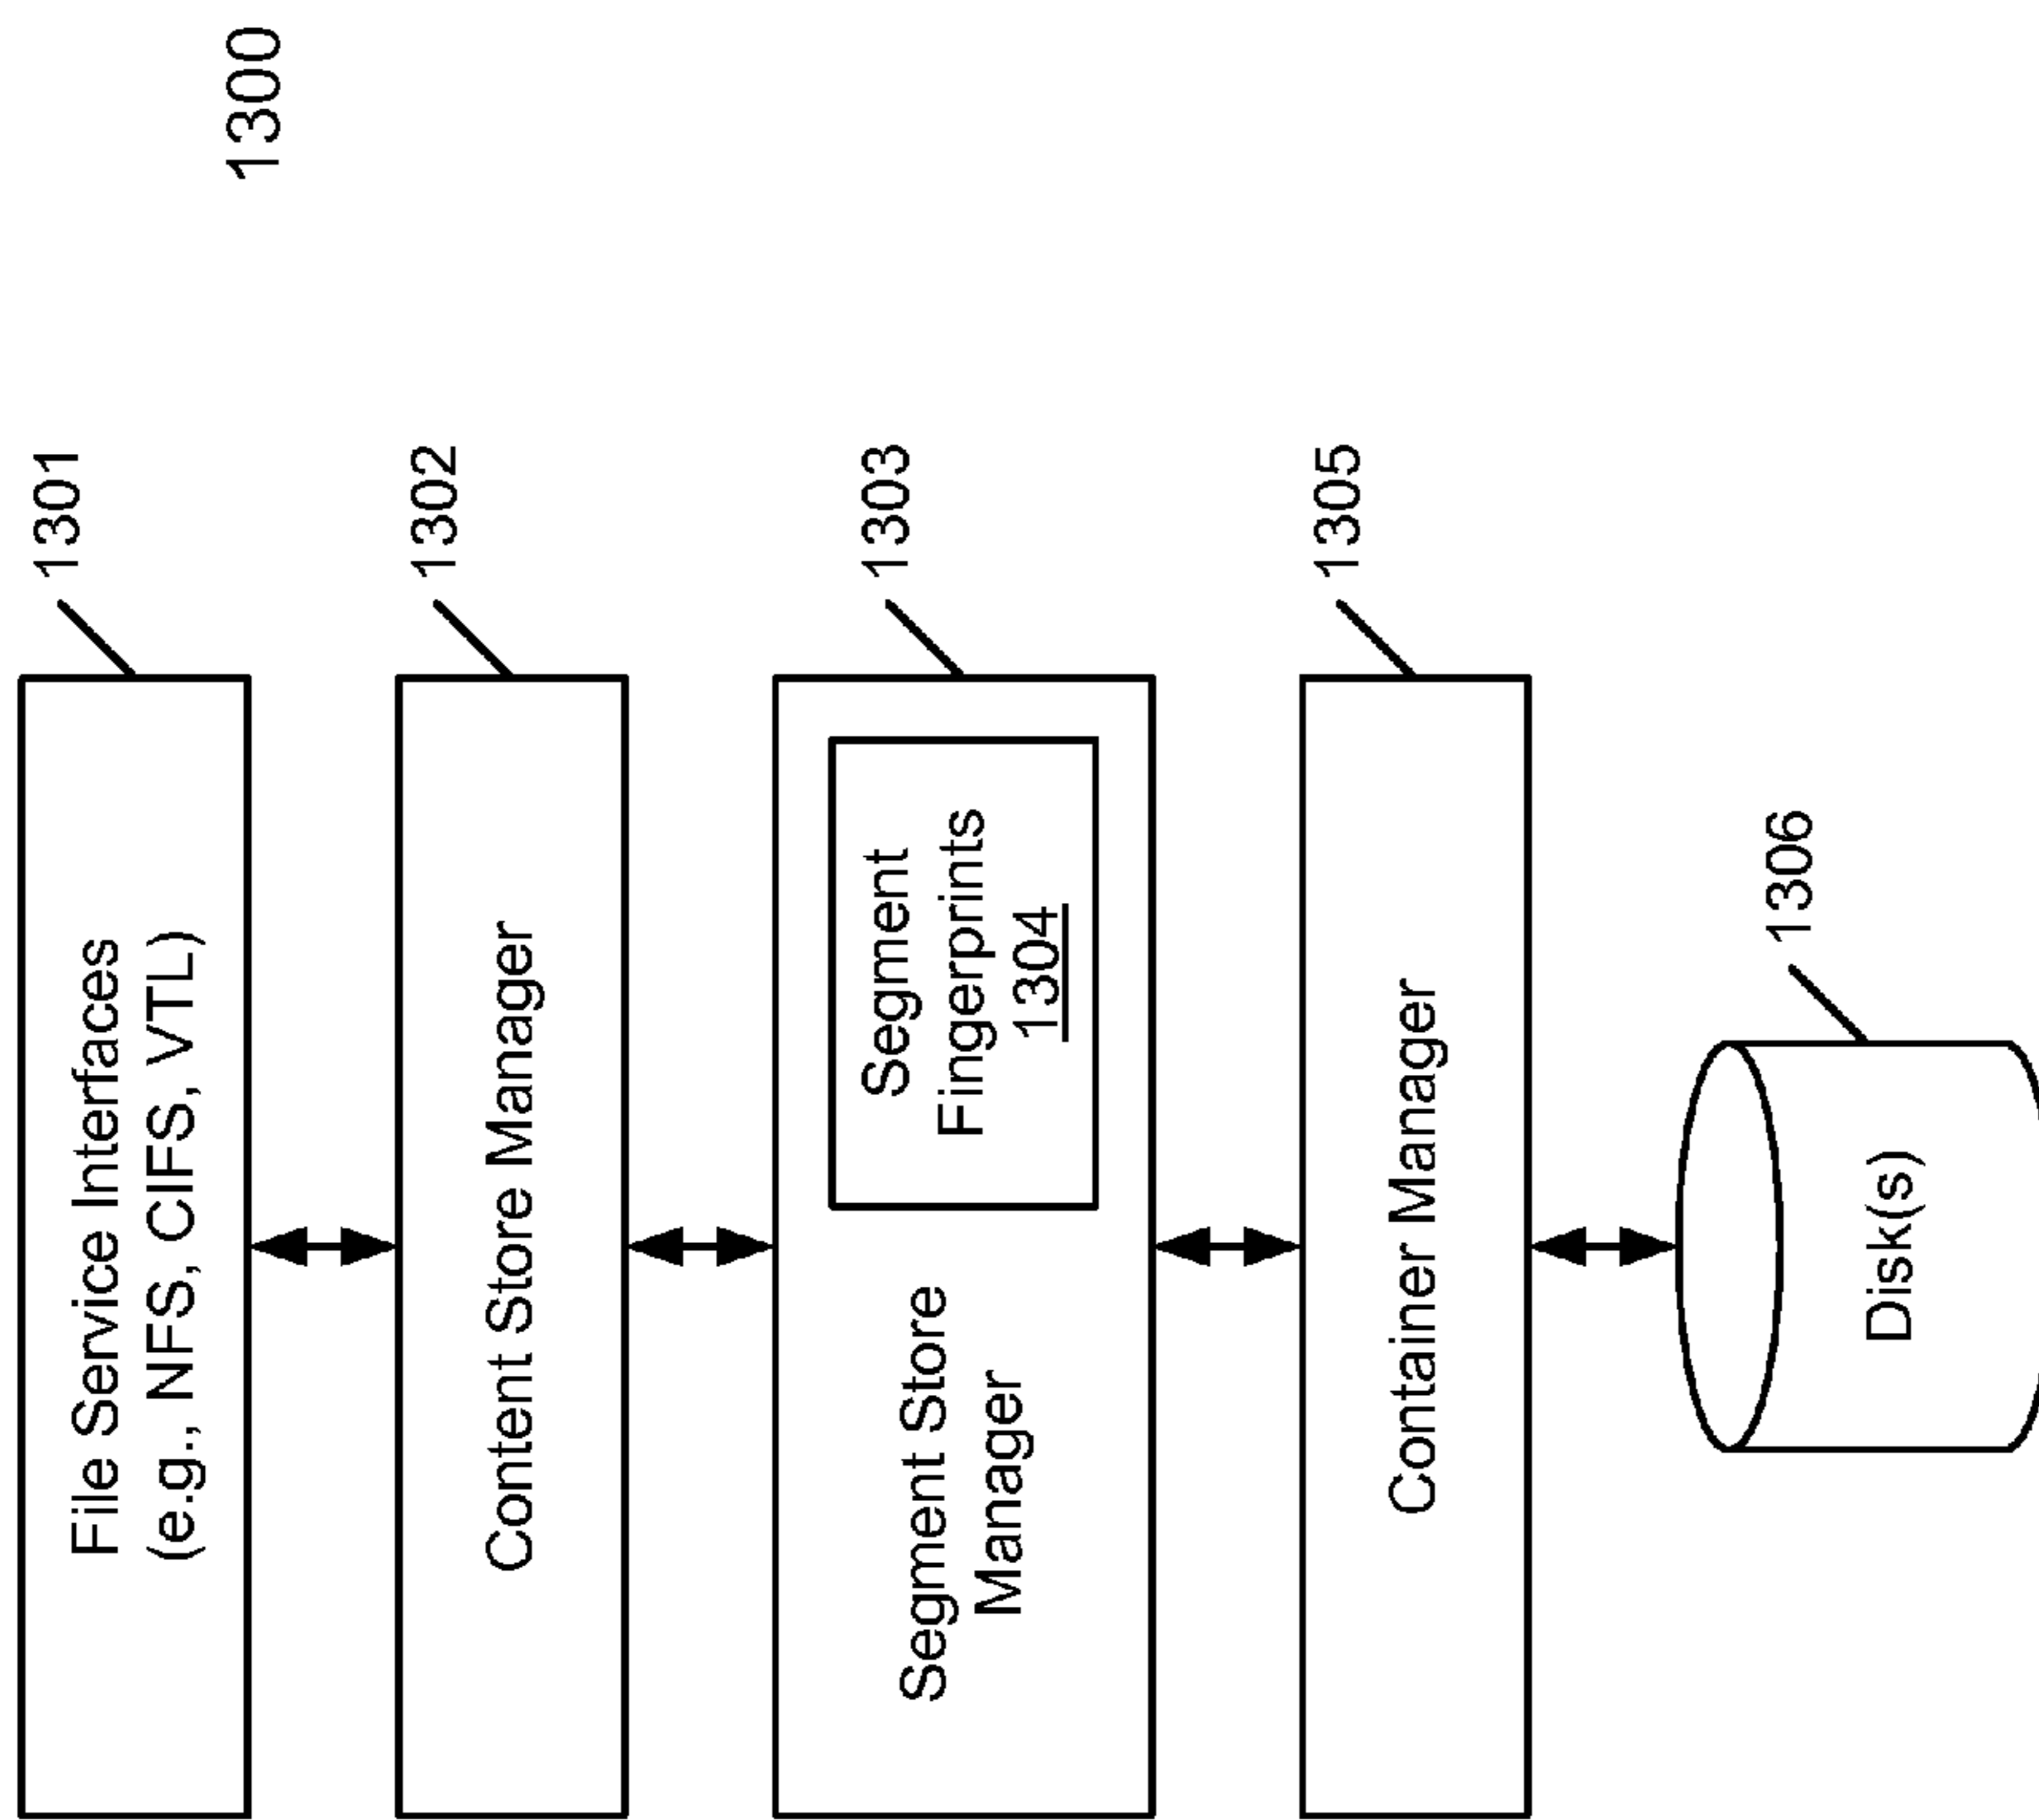 1300
File Service Interfaces
(e.g., NFS, CIFS, VTL)
1301
Content Store Manager
1302
Segment Store
Manager
Segment
Fingerprints
1304
1303
Container Manager
1305
Disk(s)
1306